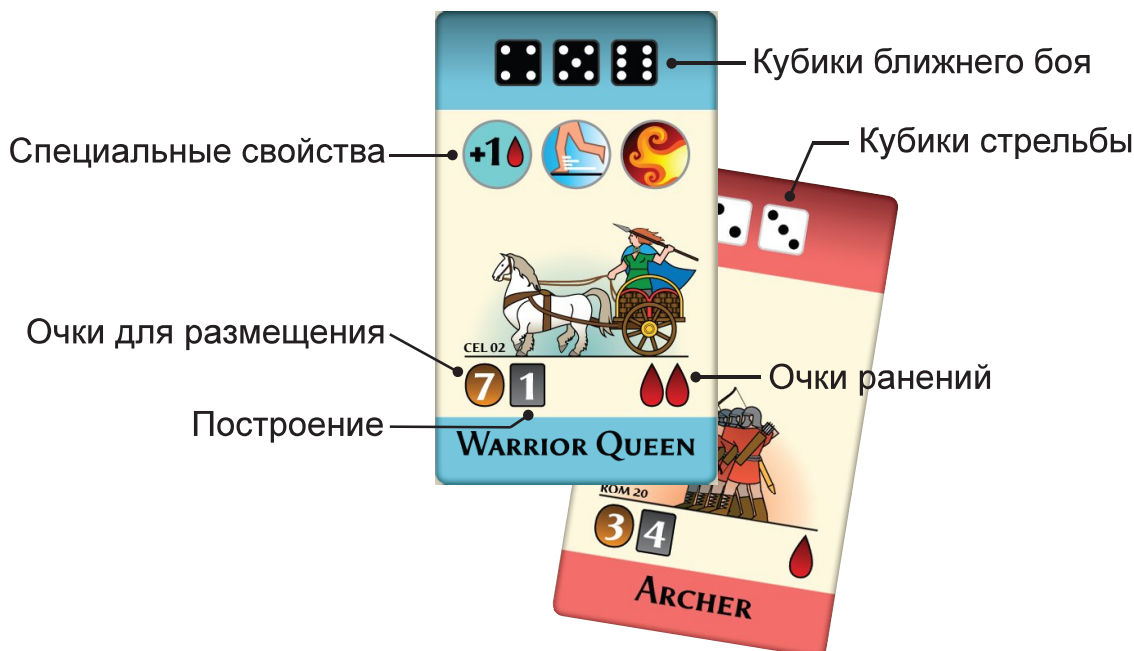 Кубики ближнего боя
Специальные свойства
+1
Кубики стрельбы
Очки для размещения
CEL 02
7 1
Очки ранений
Построение
WARRIOR QUEEN
ROM 20
3 4
ARCHER